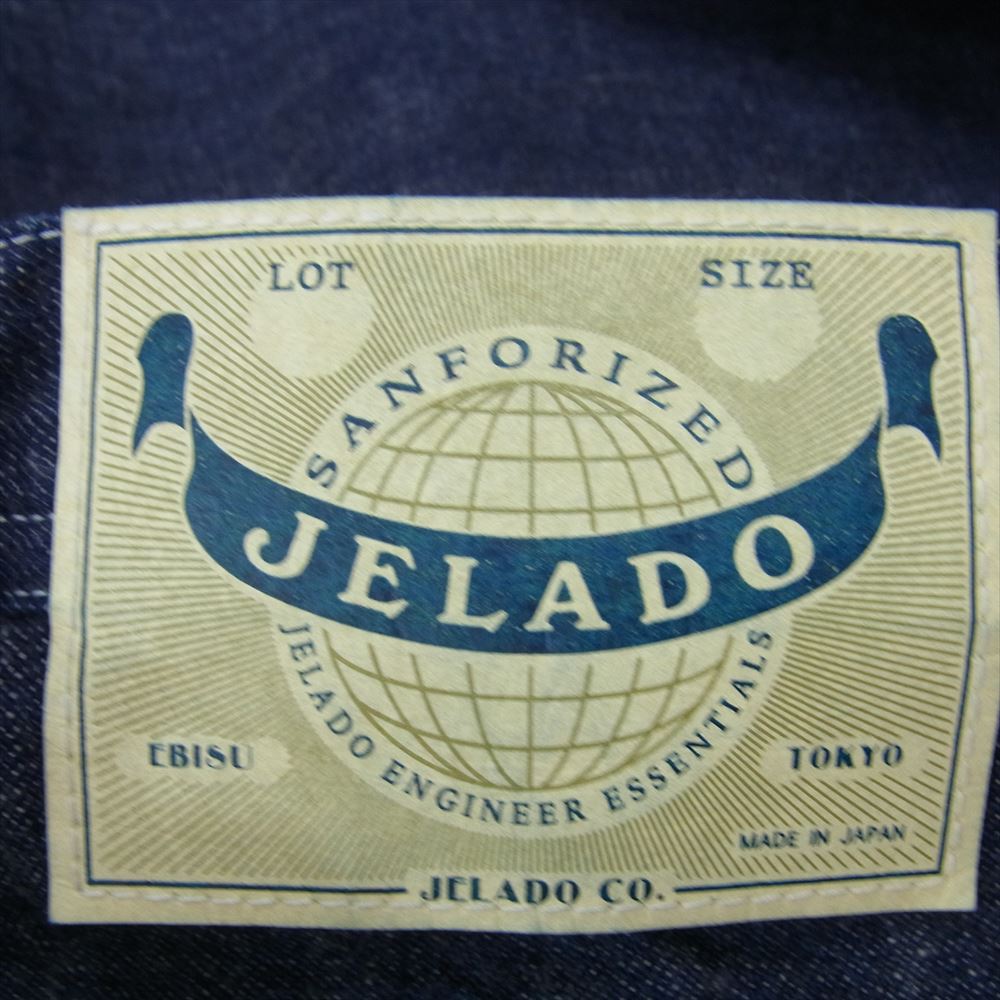 LOT
SIZE
SANFORIZED
JELADO
JELADO ENGINEER ESSENTIALS
EBISU
TOKYO
MADE IN JAPAN
JELADO CO.